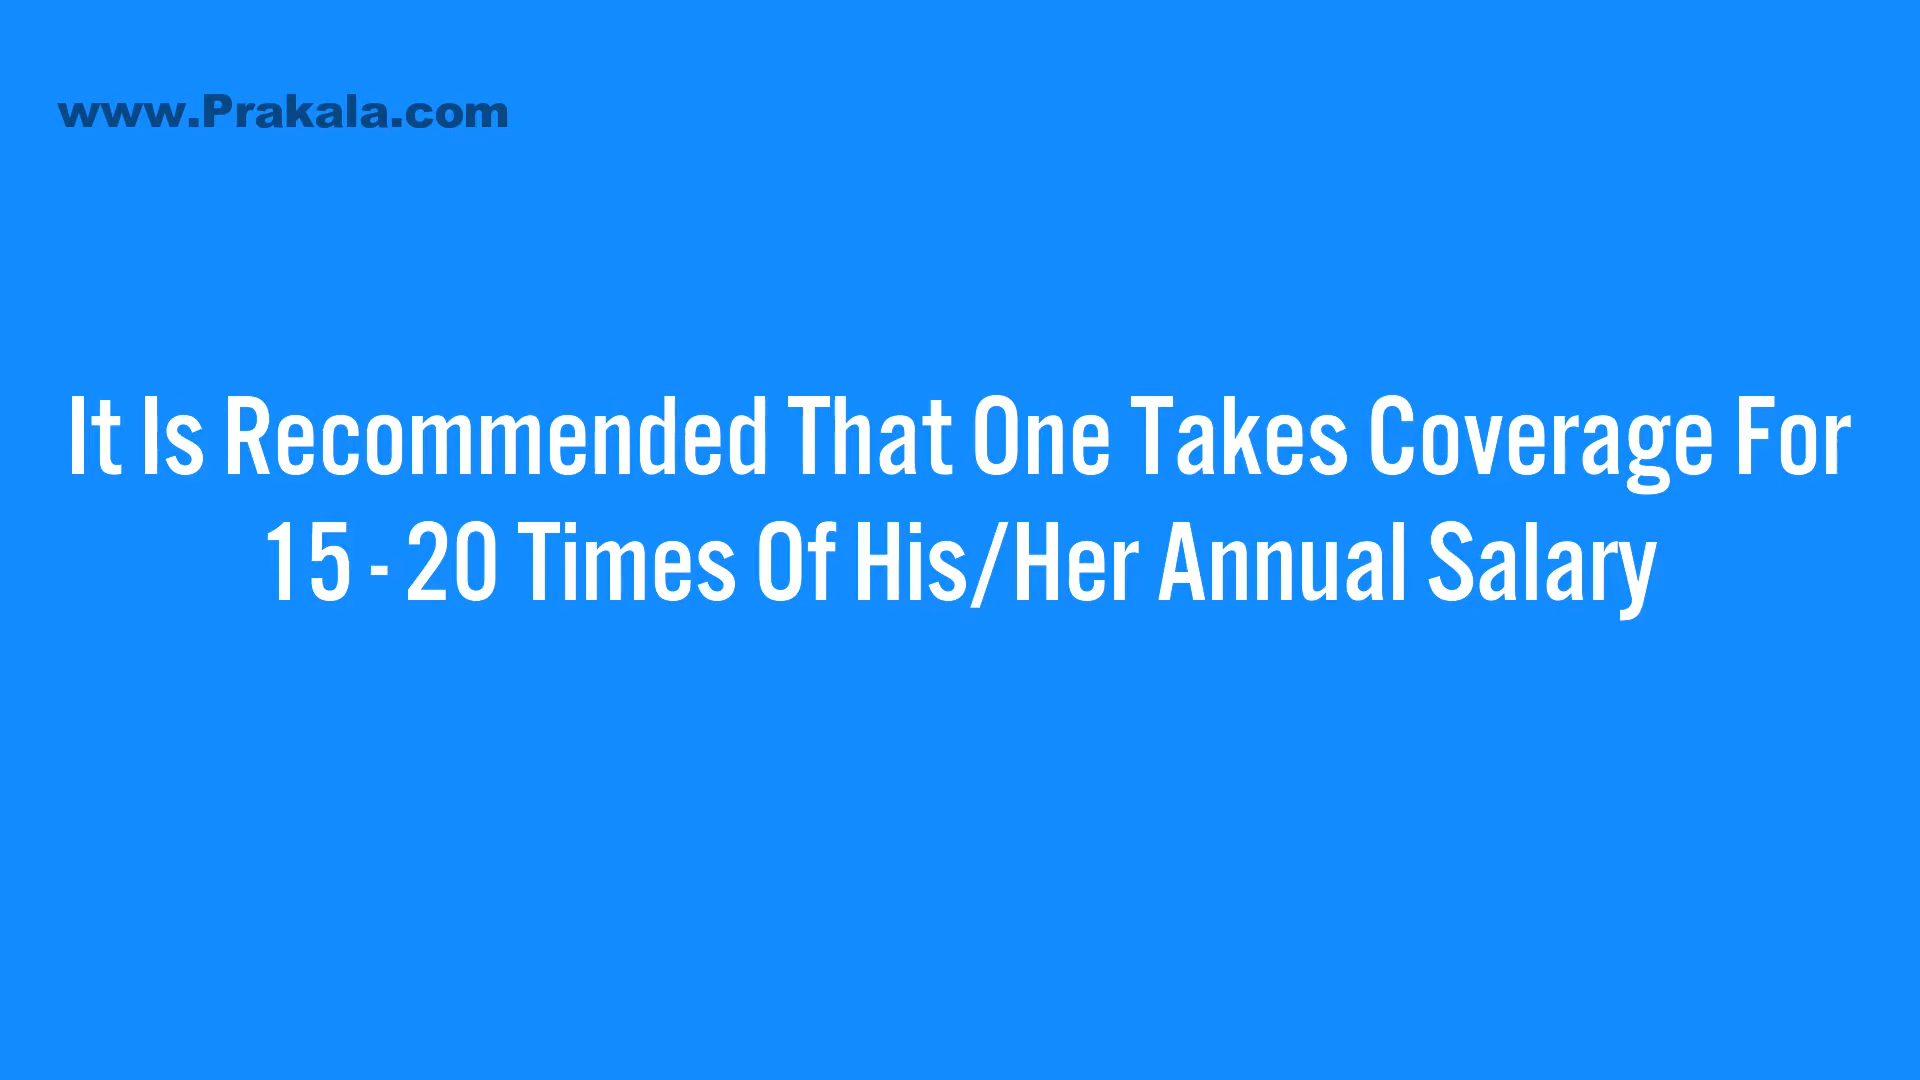 www.Prakala.com
It Is Recommended That One Takes Coverage For
15 - 20 Times Of His/Her Annual Salary